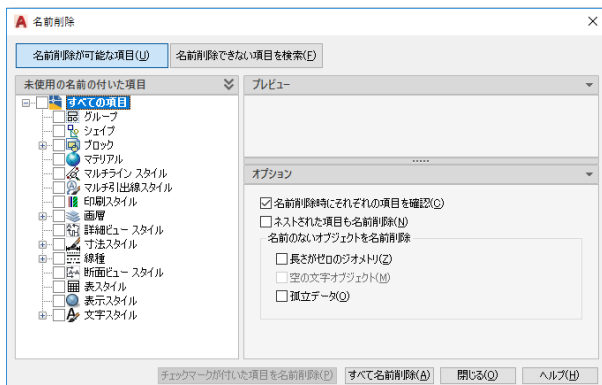 A 名前削除
名前削除が可能な項目(U) 名前削除できない項目を検索(F)
未使用の名前の付いた項目
すべての項目
グループ
シェイプ
ブロック
マテリアル
マルチライン スタイル
マルチ引出線スタイル
印刷スタイル
画層
詳細ビュー スタイル
寸法スタイル
線種
断面ビュー スタイル
表スタイル
表示スタイル
文字スタイル
プレビュー
オプション
名前削除時にそれぞれの項目を確認(C)
ネストされた項目も名前削除(N)
名前のないオブジェクトを名前削除
長さがゼロのジオメトリ(Z)
空の文字オブジェクト(M)
孤立データ(O)
チェックマークが付いた項目を名前削除(P) すべて名前削除(A) 閉じる(O) ヘルプ(H)